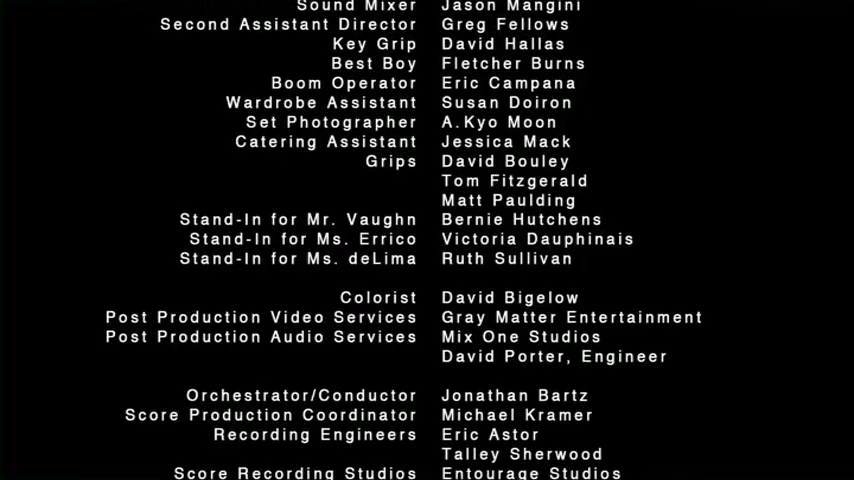 Sound Mixer Jason Mangini
Second Assistant Director Greg Fellows
Key Grip David Hallas
Best Boy Fletcher Burns
Boom Operator Eric Campana
Wardrobe Assistant Susan Doiron
Set Photographer A.Kyo Moon
Catering Assistant Jessica Mack
Grips David Bouley
Tom Fitzgerald
Matt Paulding
Stand-In for Mr. Vaughn Bernie Hutchens
Stand-In for Ms. Errico Victoria Dauphinais
Stand-In for Ms. deLima Ruth Sullivan
Colorist David Bigelow
Post Production Video Services Gray Matter Entertainment
Post Production Audio Services Mix One Studios
David Porter, Engineer
Orchestrator/Conductor Jonathan Bartz
Score Production Coordinator Michael Kramer
Recording Engineers Eric Astor
Talley Sherwood
Score Recording Studios Entourage Studios